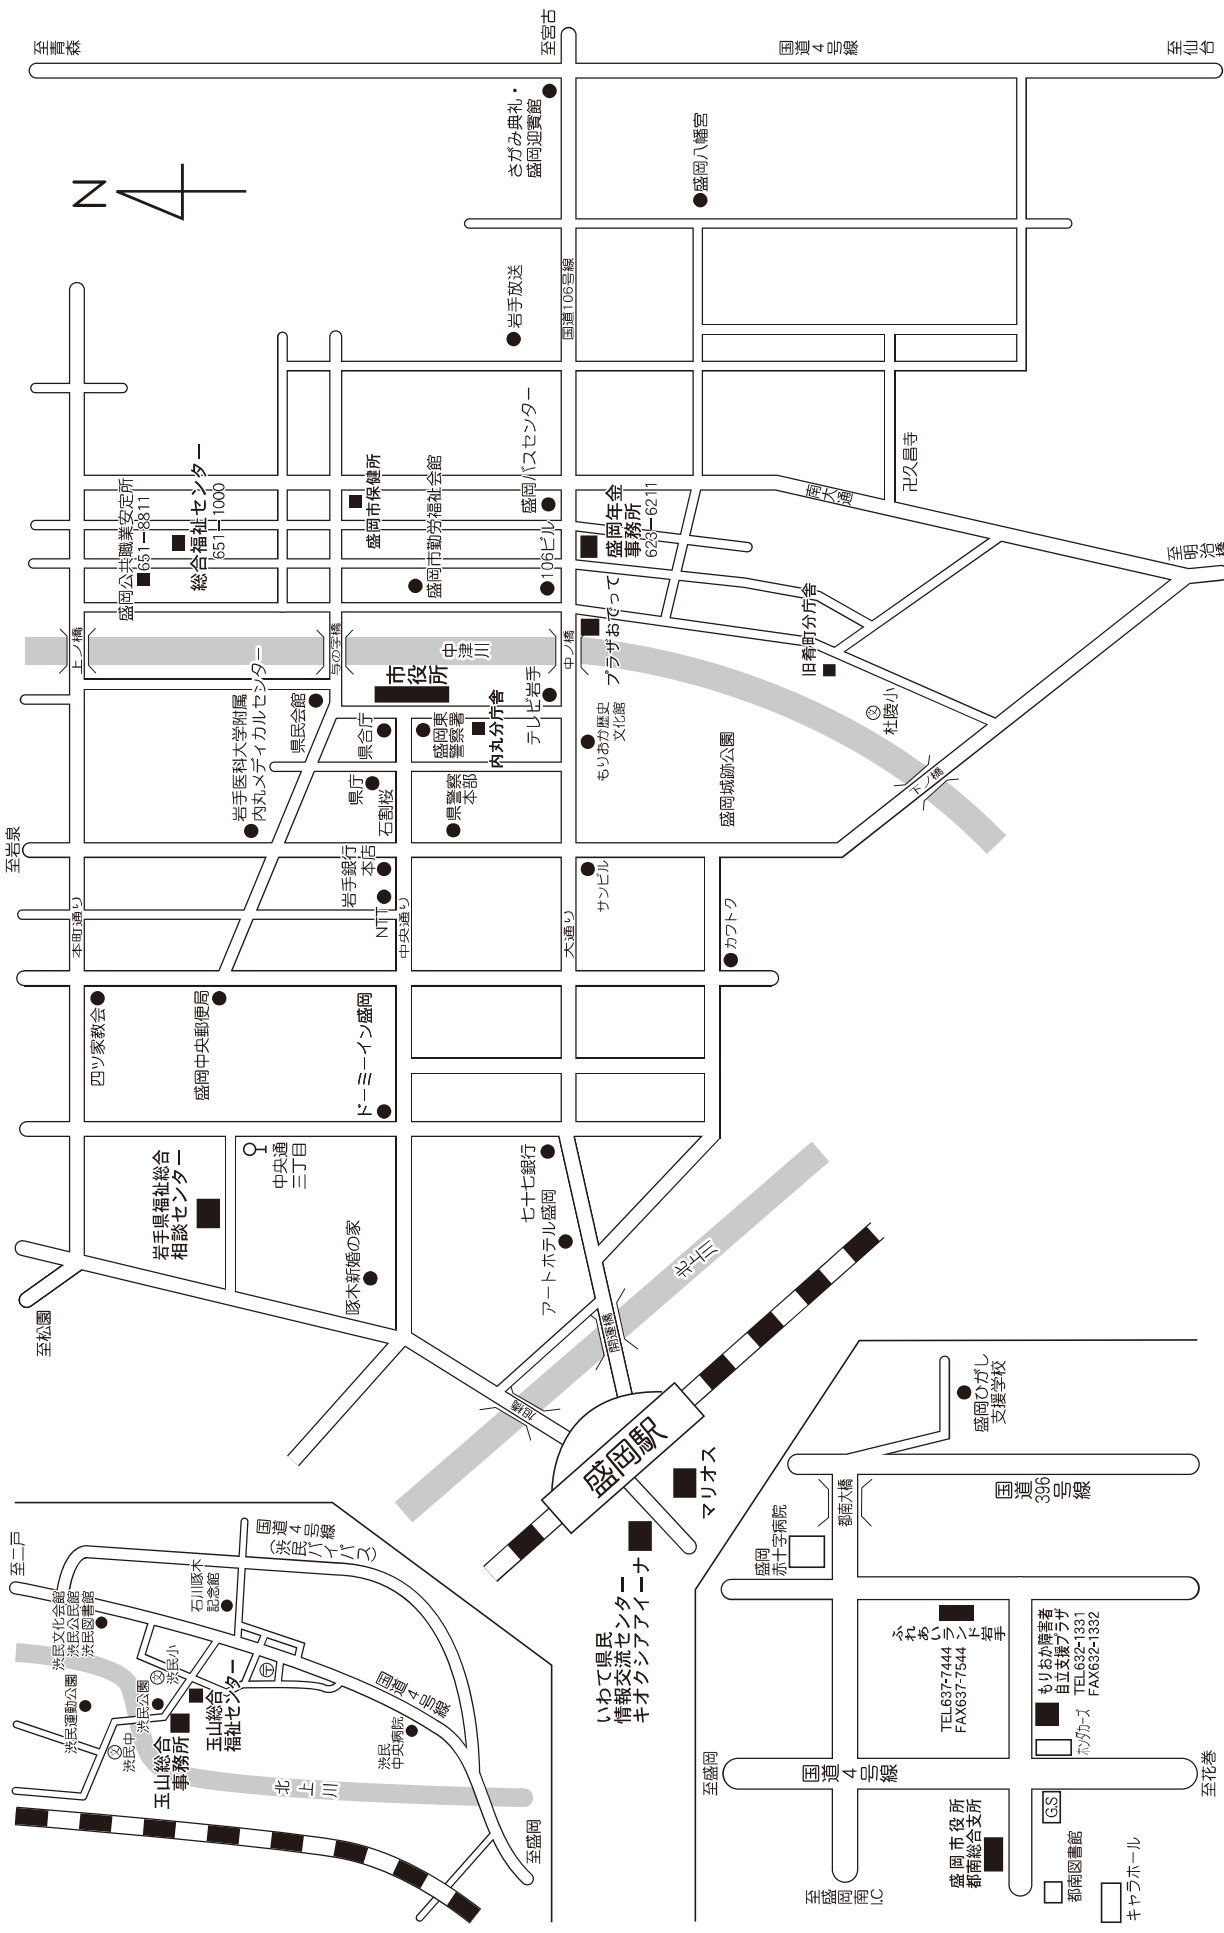 至青森
至宮古
国道4号線
至仙台
N
さがみ典礼・
盛岡迎賓館
盛岡八幡宮
岩手放送
国道106号線
盛岡バスセンター
卍久昌寺
盛岡公共職業安定所
651-8811
総合福祉センター
651-1000
盛岡市保健所
盛岡市勤労福祉会館
106ビル
盛岡年金
事務所
623-6211
南大通
至明治橋
上ノ橋
与の字橋
中津川
中ノ橋
プラザおでって
旧肴町分庁舎
市役所
岩手医科大学附属
内丸メディカルセンター
県民会館
県合庁
盛岡東
警察署
内丸分庁舎
テレビ岩手
もりおか歴史
文化館
杜陵小
盛岡城跡公園
下ノ橋
県庁
石割桜
県警察
本部
至岩泉
本町通り
岩手銀行
本店
NTT
中央通り
大通り
サンビル
カワトク
四ツ家教会
盛岡中央郵便局
ドーミーイン盛岡
岩手県福祉総合
相談センター
中央通
三丁目
啄木新婚の家
七十七銀行
アートホテル盛岡
至松園
北上川
開運橋
旭橋
盛岡駅
マリオス
いわて県民
情報交流センター
キオクシアアイーナ
至二戸
渋民文化会館
渋民公民館
渋民図書館
石川啄木
記念館
国道4号線
(渋民バイパス)
渋民運動公園
渋民公園
渋民小
渋民中
玉山総合
事務所
玉山総合
福祉センター
国道4号線
渋民
中央病院
北上川
至盛岡
盛岡ひがし
支援学校
国道
396
号線
都南大橋
盛岡
赤十字病院
ふれあいランド岩手
TEL637-7444
FAX637-7544
もりおか障害者
自立支援プラザ
TEL632-1331
FAX632-1332
ホンダカーズ
至盛岡
国道4号線
至花巻
盛岡市役所
都南総合支所
G.S
都南図書館
キャラホール
至盛岡南
I.C